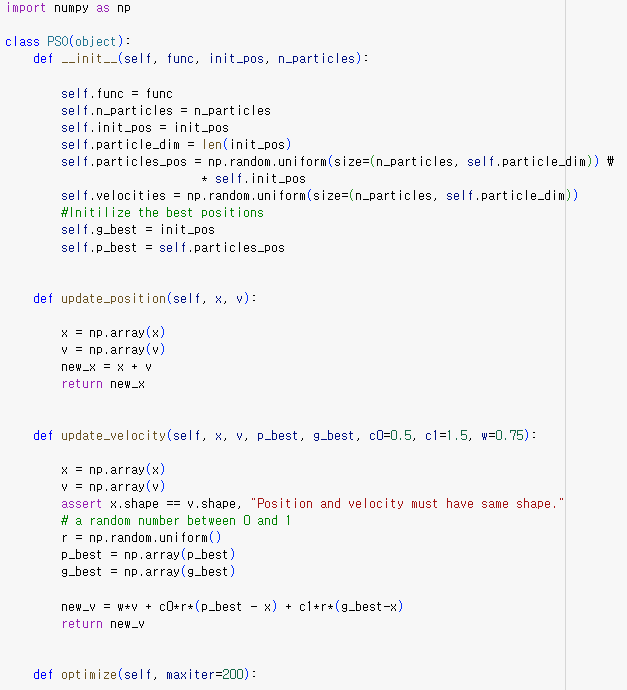 import numpy as np
class PSO(object):
    def __init__(self, func, init_pos, n_particles):
        self.func = func
        self.n_particles = n_particles
        self.init_pos = init_pos
        self.particle_dim = len(init_pos)
        self.particles_pos = np.random.uniform(size=(n_particles, self.particle_dim)) ₩
                            * self.init_pos
        self.velocities = np.random.uniform(size=(n_particles, self.particle_dim))
        #Initilize the best positions
        self.g_best = init_pos
        self.p_best = self.particles_pos
    def update_position(self, x, v):
        x = np.array(x)
        v = np.array(v)
        new_x = x + v
        return new_x
    def update_velocity(self, x, v, p_best, g_best, c0=0.5, c1=1.5, w=0.75):
        x = np.array(x)
        v = np.array(v)
        assert x.shape == v.shape, "Position and velocity must have same shape."
        # a random number between 0 and 1
        r = np.random.uniform()
        p_best = np.array(p_best)
        g_best = np.array(g_best)
        new_v = w*v + c0*r*(p_best - x) + c1*r*(g_best-x)
        return new_v
    def optimize(self, maxiter=200):